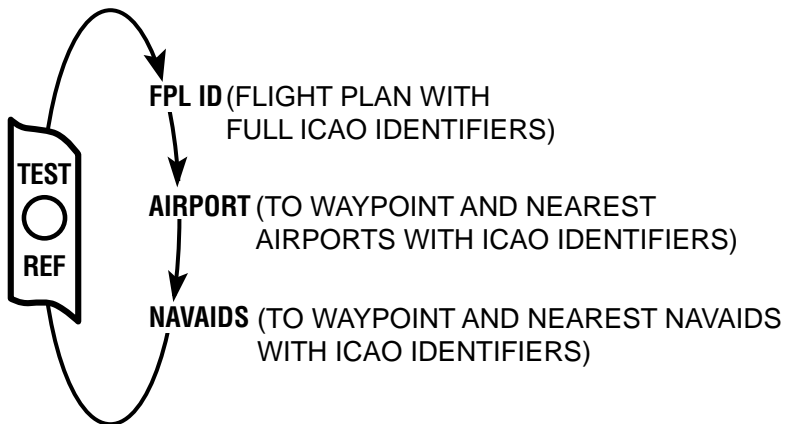 FPL ID (FLIGHT PLAN WITH
FULL ICAO IDENTIFIERS)
TEST
REF
AIRPORT (TO WAYPOINT AND NEAREST
AIRPORTS WITH ICAO IDENTIFIERS)
NAVAIDS (TO WAYPOINT AND NEAREST NAVAIDS
WITH ICAO IDENTIFIERS)